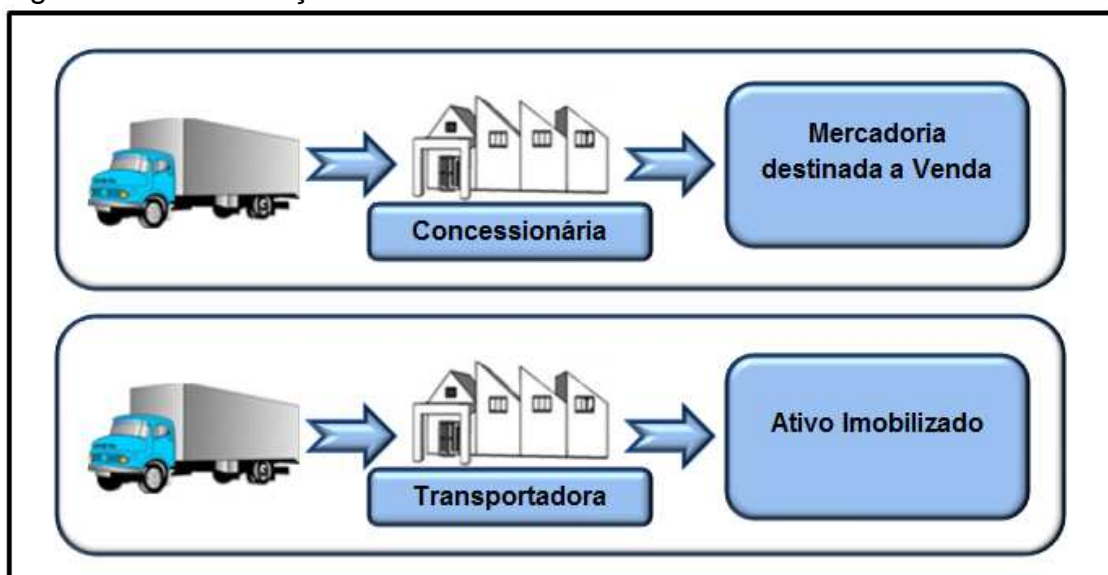 Mercadoria
destinada a Venda
Concessionária
Ativo Imobilizado
Transportadora